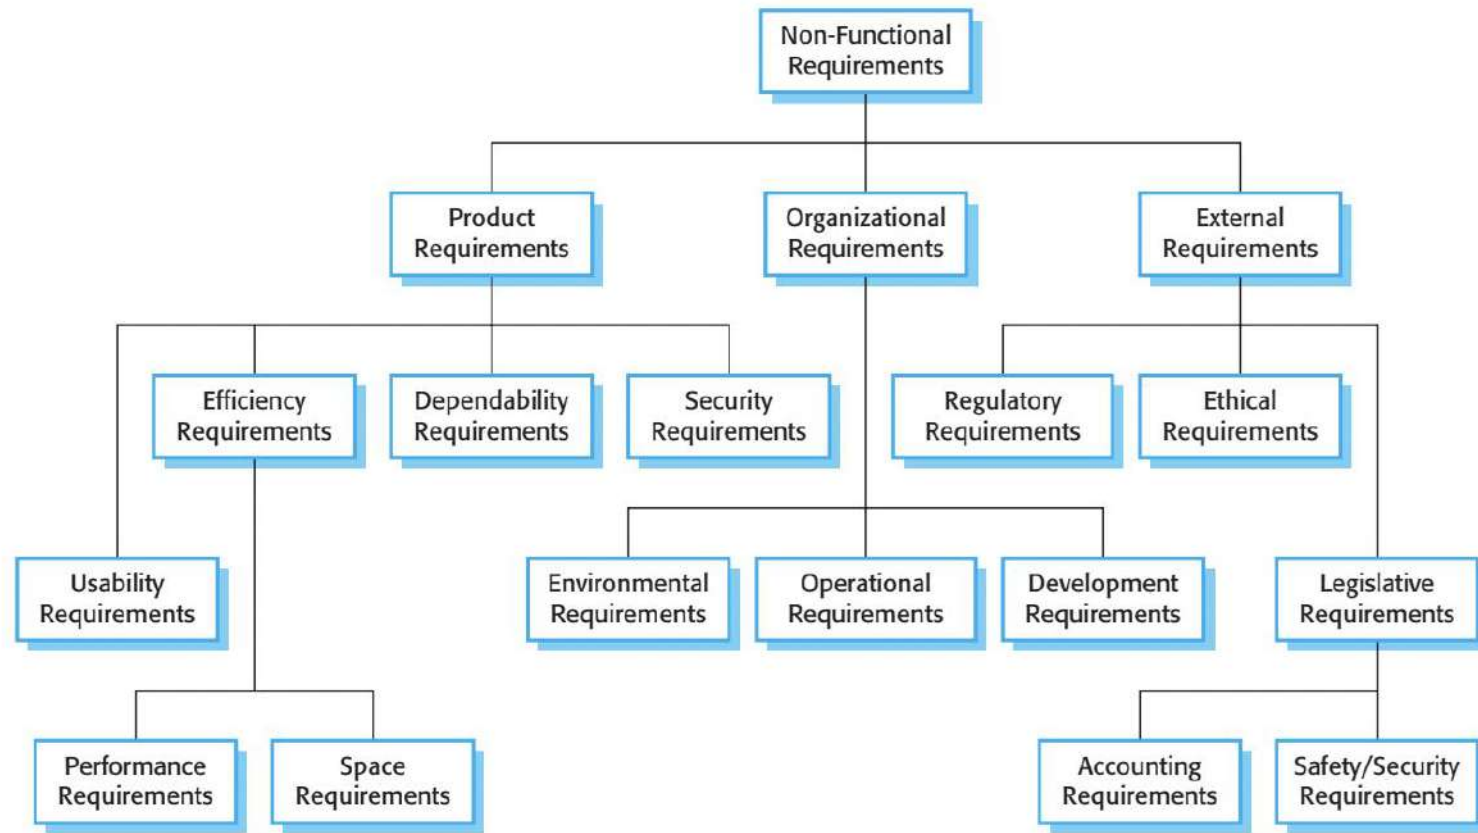 Non-Functional
Requirements
Product
Requirements
Organizational
Requirements
External
Requirements
Efficiency
Requirements
Dependability
Requirements
Security
Requirements
Regulatory
Requirements
Ethical
Requirements
Usability
Requirements
Environmental
Requirements
Operational
Requirements
Development
Requirements
Legislative
Requirements
Performance
Requirements
Space
Requirements
Accounting
Requirements
Safety/Security
Requirements